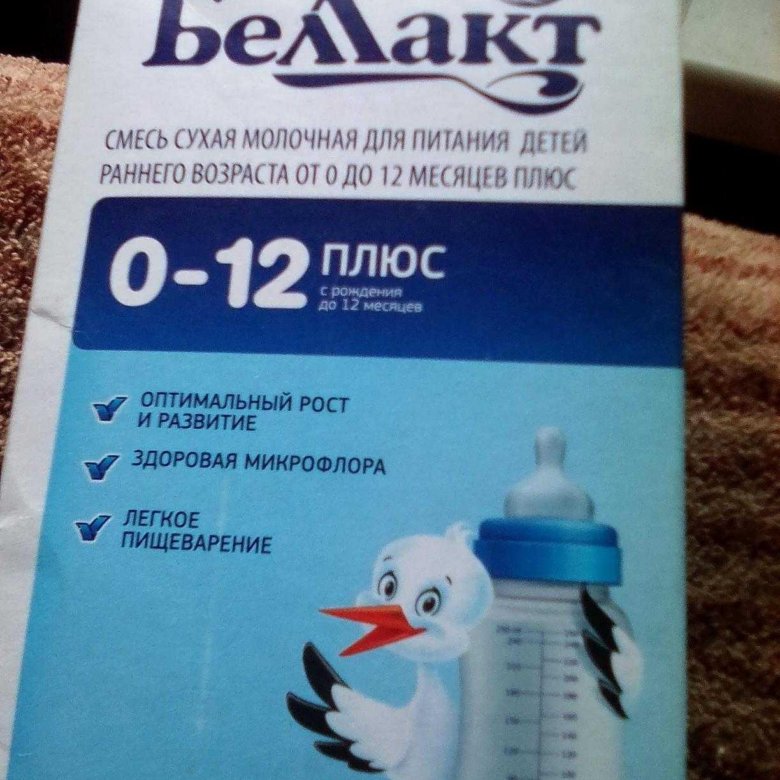 Беллакт
СМЕСЬ СУХАЯ МОЛОЧНАЯ ДЛЯ ПИТАНИЯ ДЕТЕЙ
РАННЕГО ВОЗРАСТА ОТ 0 ДО 12 МЕСЯЦЕВ ПЛЮС
0-12 ПЛЮС
с рождения
до 12 месяцев
ОПТИМАЛЬНЫЙ РОСТ
И РАЗВИТИЕ
ЗДОРОВАЯ МИКРОФЛОРА
ЛЕГКОЕ
ПИЩЕВАРЕНИЕ